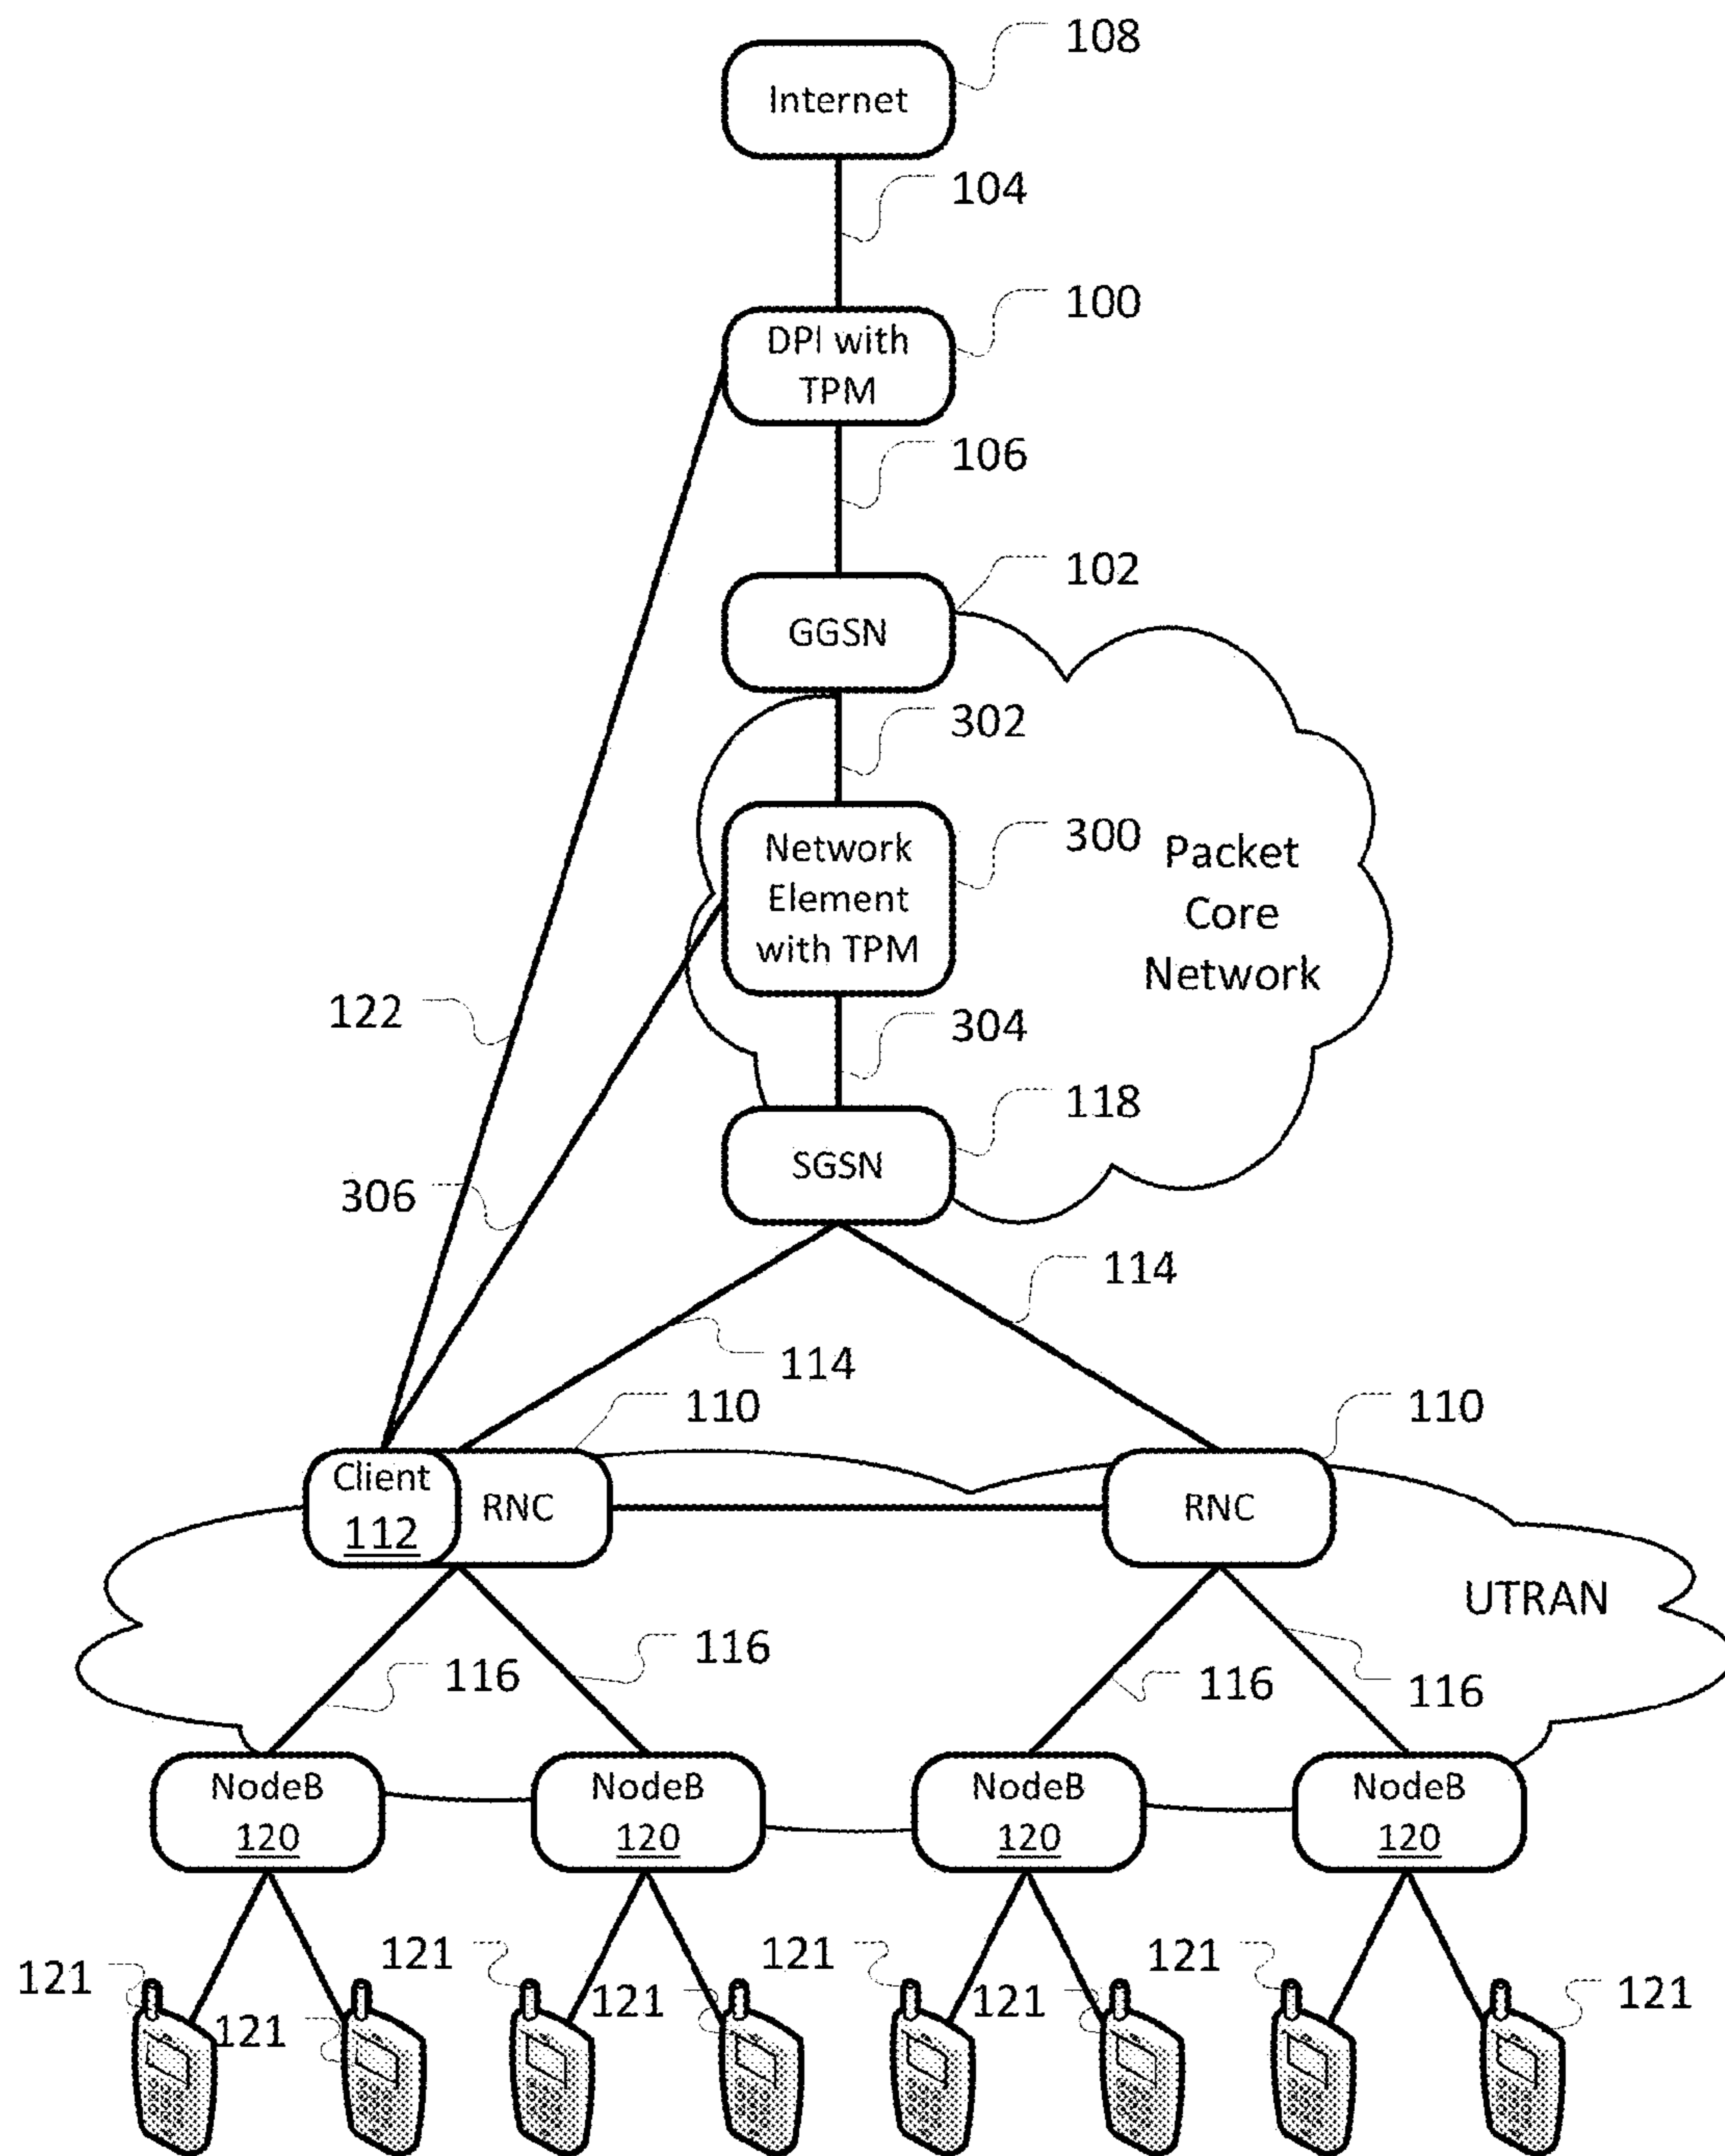 108
Internet
104
100
DPI with
TPM
106
102
GGSN
302
Network
Element
with TPM
300
Packet
Core
Network
122
304
118
SGSN
306
114
114
110
110
Client
112
RNC
RNC
UTRAN
116
116
116
116
NodeB
120
NodeB
120
NodeB
120
NodeB
120
121
121
121
121
121
121
121
121